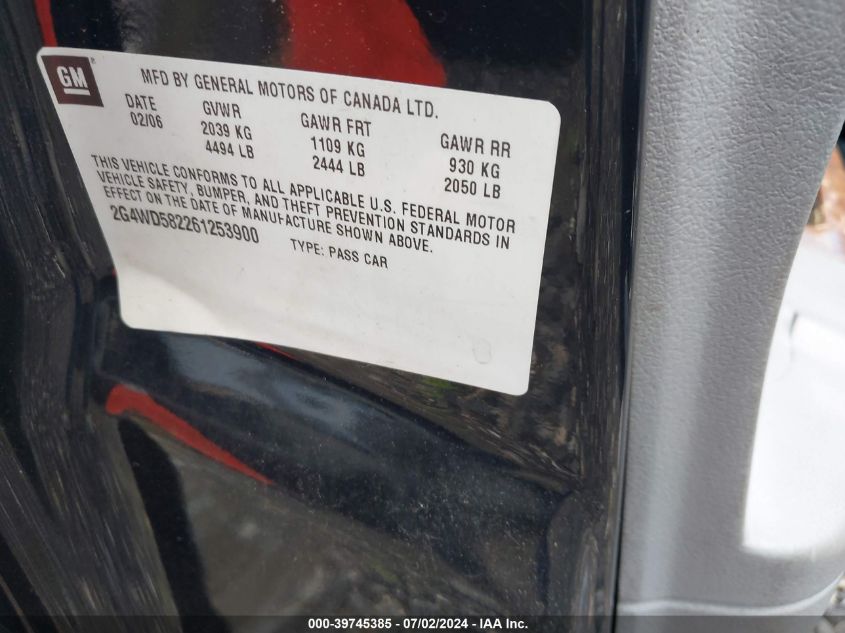 GM
MFD BY GENERAL MOTORS OF CANADA LTD.
DATE GVWR GAWR FRT GAWR RR
02/06 2039 KG 1109 KG 930 KG
4494 LB 2444 LB 2050 LB
THIS VEHICLE CONFORMS TO ALL APPLICABLE U.S. FEDERAL MOTOR
VEHICLE SAFETY, BUMPER, AND THEFT PREVENTION STANDARDS IN
EFFECT ON THE DATE OF MANUFACTURE SHOWN ABOVE.
2G4WD582261253900 TYPE: PASS CAR
000-39745385 - 07/02/2024 - IAA Inc.